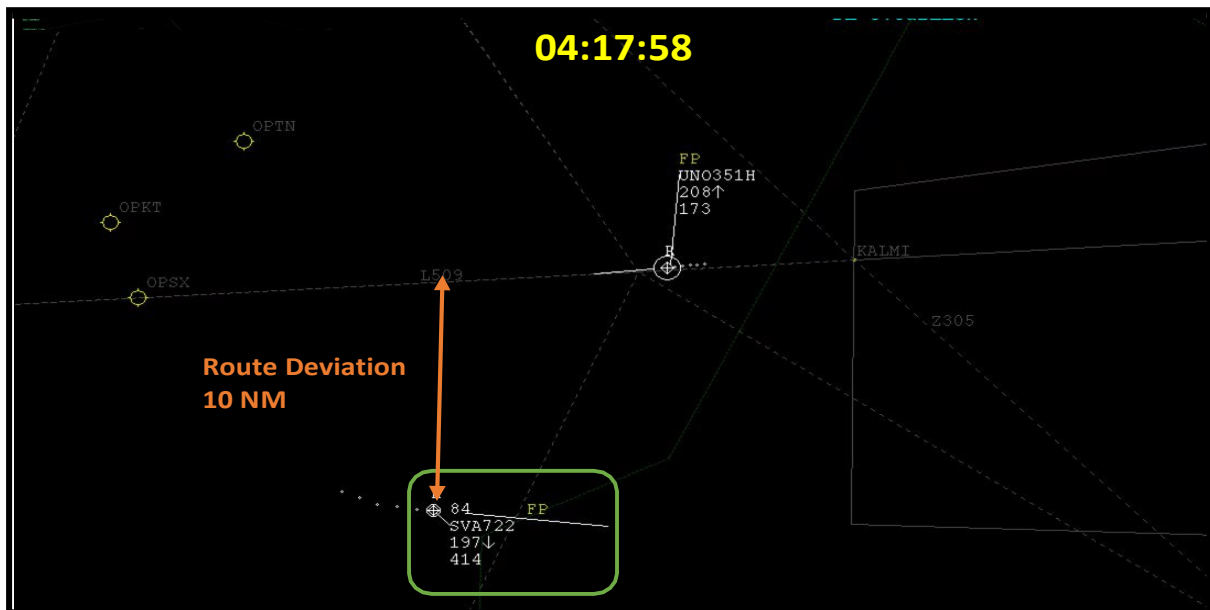 04:17:58
OPTN
FP
UNO351H
208↑
173
OPKT
R
KALMI
L509
OPSX
Z305
Route Deviation
10 NM
84
FP
SVA722
197↓
414